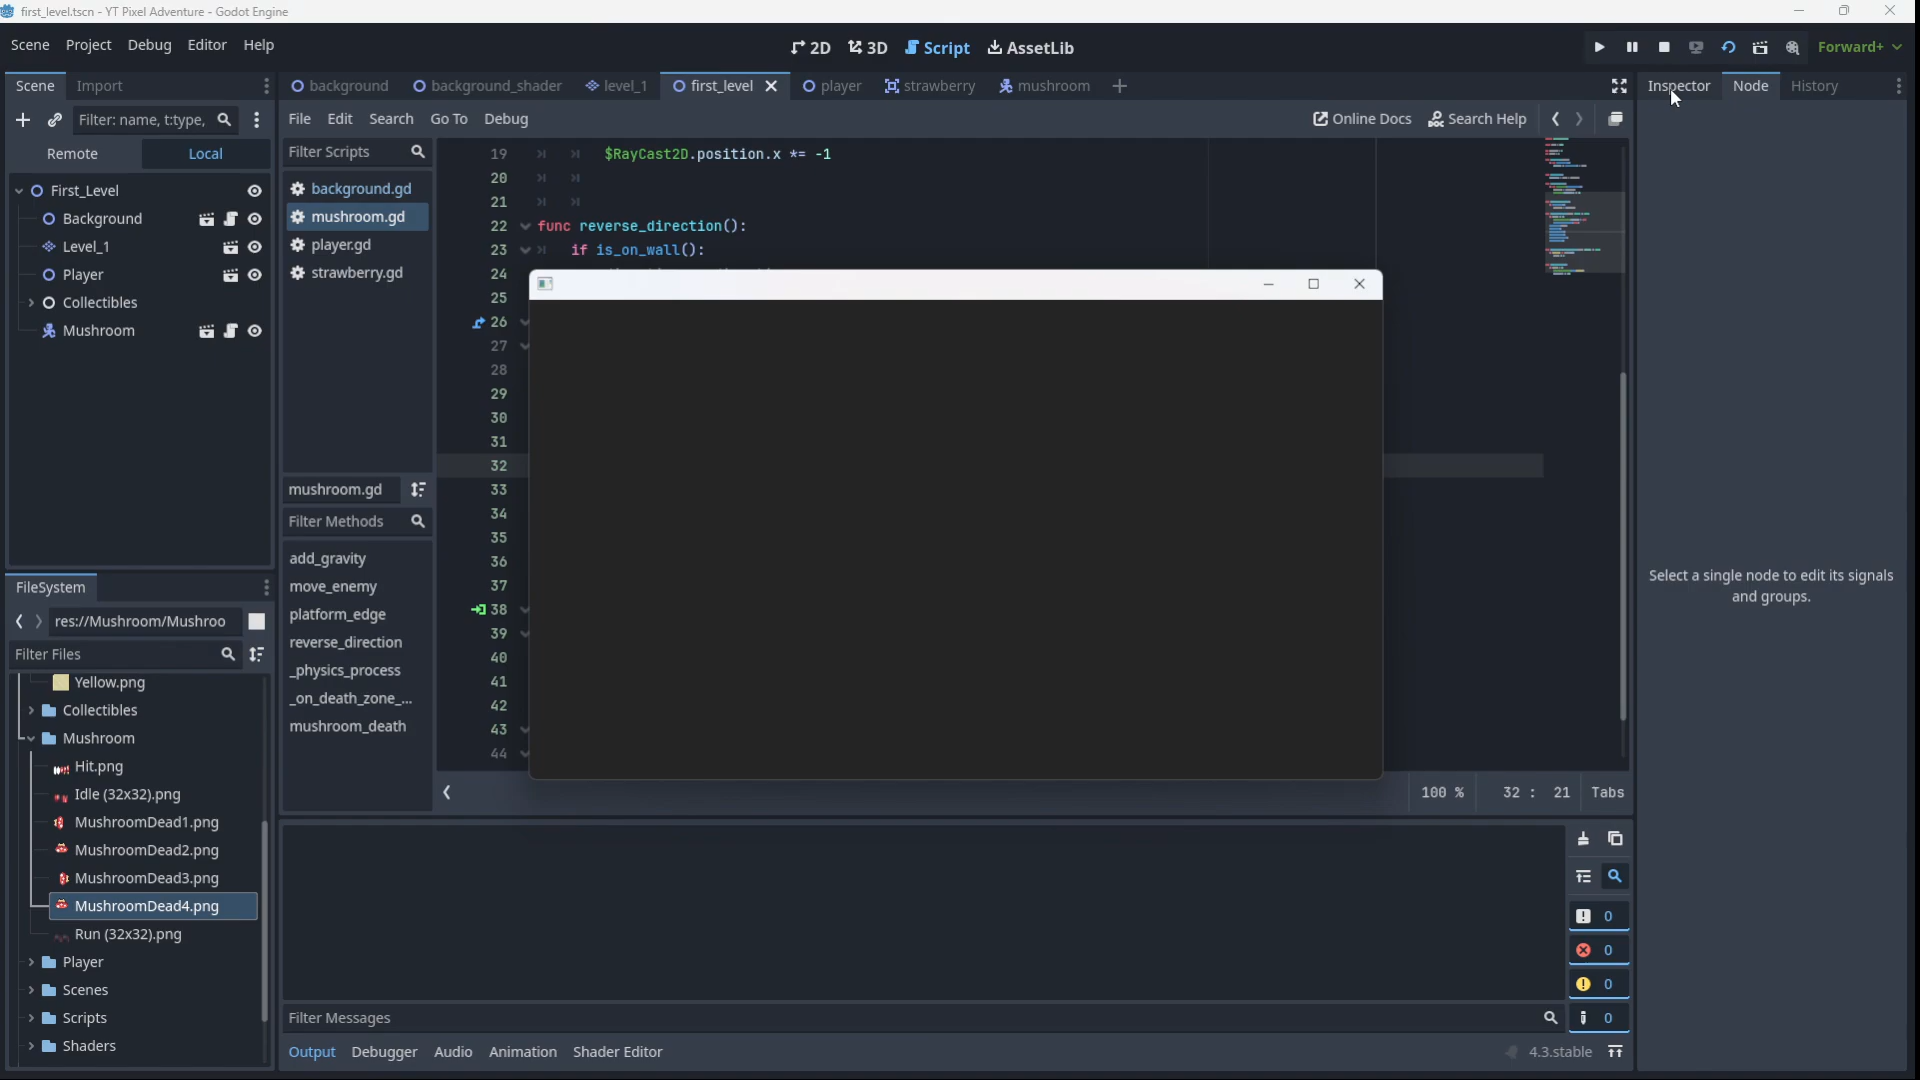 first_level.tscn - YT Pixel Adventure - Godot Engine
Scene Project Debug Editor Help
2D 3D Script AssetLib
Forward+
Scene Import
background background_shader level_1 first_level player strawberry mushroom
Inspector Node History
Filter: name, t:type,
File Edit Search Go To Debug
Online Docs Search Help
Remote Local
First_Level
Background
Level_1
Player
Collectibles
Mushroom
Filter Scripts
background.gd
mushroom.gd
player.gd
strawberry.gd
mushroom.gd
Filter Methods
add_gravity
move_enemy
platform_edge
reverse_direction
_physics_process
_on_death_zone_...
mushroom_death
19 $RayCast2D.position.x *= -1
20
21
22 func reverse_direction():
23 if is_on_wall():
24
25
26
27
28
29
30
31
32
33
34
35
36
37
38
39
40
41
42
43
44
100 % 32 : 21 Tabs
Select a single node to edit its signals
and groups.
FileSystem
res://Mushroom/Mushroo
Filter Files
Yellow.png
Collectibles
Mushroom
Hit.png
Idle (32x32).png
MushroomDead1.png
MushroomDead2.png
MushroomDead3.png
MushroomDead4.png
Run (32x32).png
Player
Scenes
Scripts
Shaders
0
0
0
0
Filter Messages
Output Debugger Audio Animation Shader Editor
4.3.stable